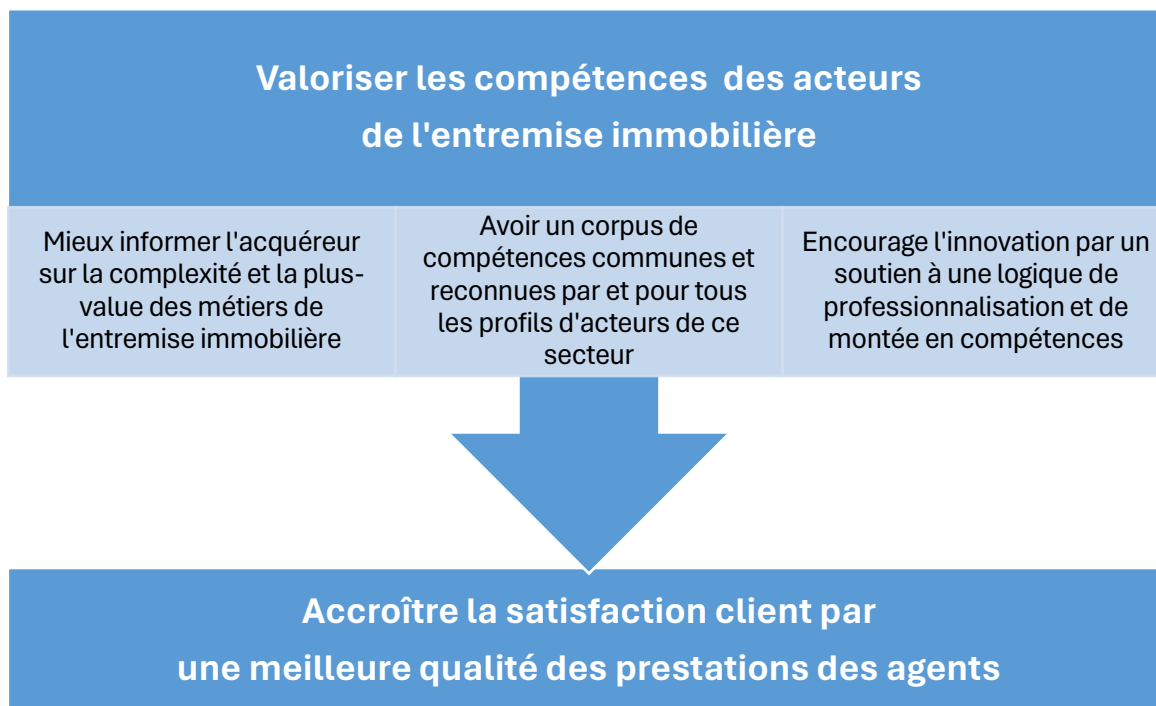 Valoriser les compétences des acteurs
de l'entremise immobilière
Mieux informer l'acquéreur
sur la complexité et la plus-
value des métiers de
l'entremise immobilière
Avoir un corpus de
compétences communes et
reconnues par et pour tous
les profils d'acteurs de ce
secteur
Encourage l'innovation par un
soutien à une logique de
professionnalisation et de
montée en compétences
Accroître la satisfaction client par
une meilleure qualité des prestations des agents